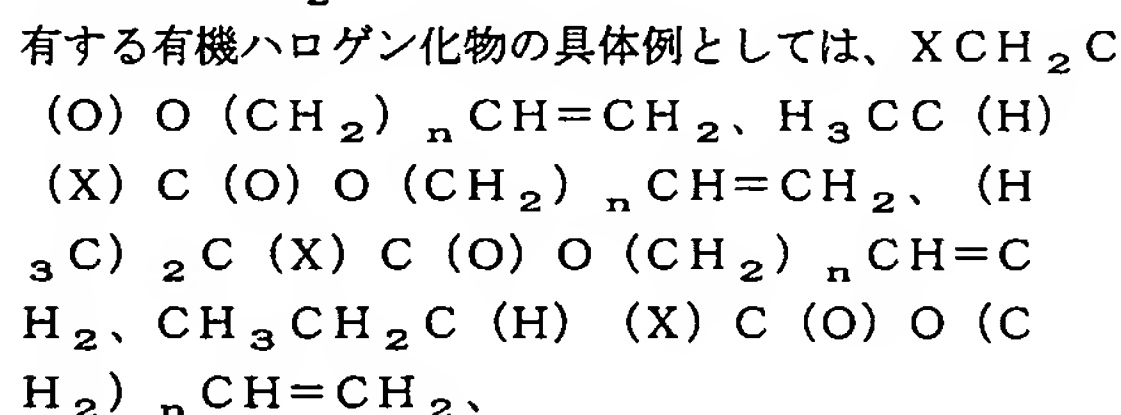 有する有機ハロゲン化物の具体例としては、XCH₂C
(O)O(CH₂)ₙCH=CH₂、H₃CC(H)
(X)C(O)O(CH₂)ₙCH=CH₂、(H
₃C)₂C(X)C(O)O(CH₂)ₙCH=C
H₂、CH₃CH₂C(H)(X)C(O)O(C
H₂)ₙCH=CH₂、